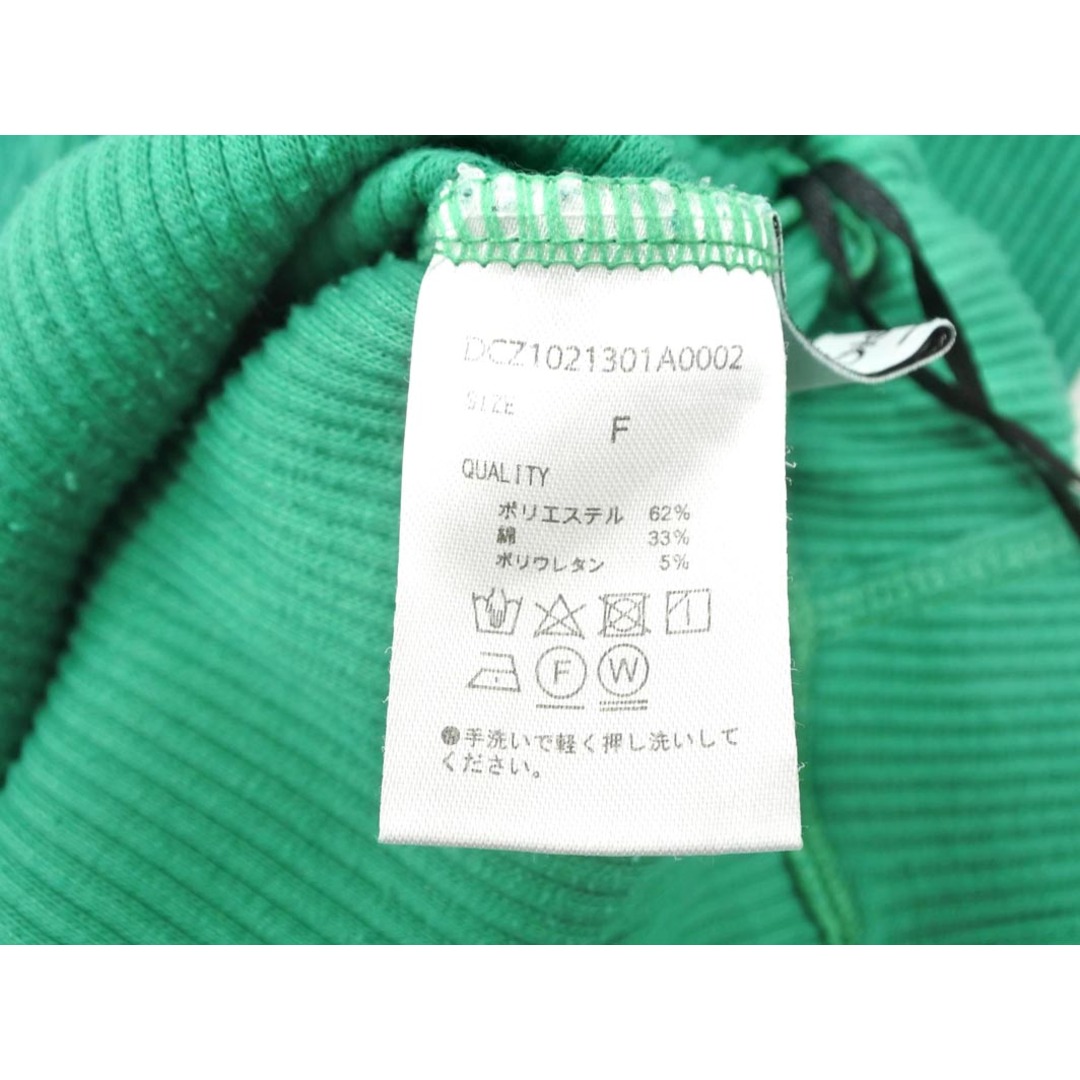 DCZ1021301A0002
SIZE
F
QUALITY
ポリエステル 62%
綿 33%
ポリウレタン 5%
F W
手洗いで軽く押し洗いして
ください。